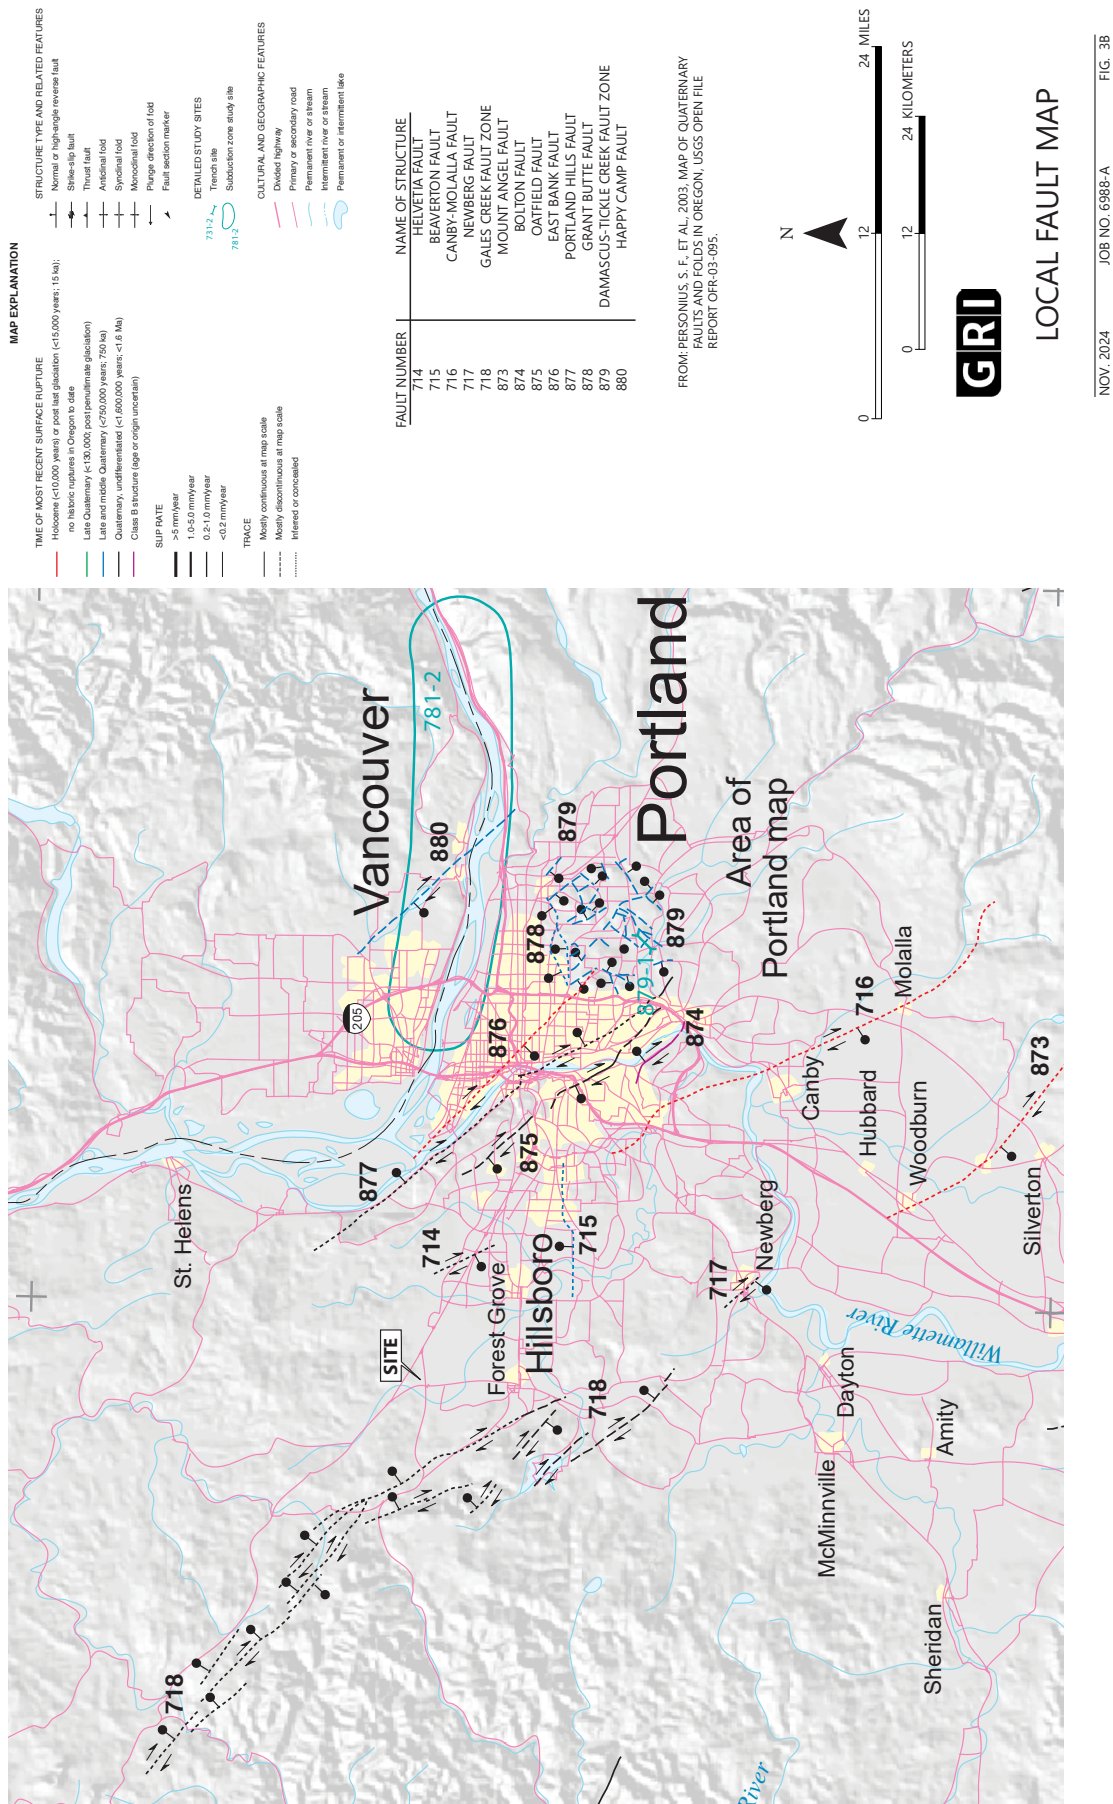 MAP EXPLANATION
TIME OF MOST RECENT SURFACE RUPTURE
Holocene (<10,000 years) or post last glaciation (<15,000 years; 15 ka);
no historic ruptures in Oregon to date
Late Quaternary (<130,000; post penultimate glaciation)
Late and middle Quaternary (<750,000 years; 750 ka)
Quaternary, undifferentiated (<1,600,000 years; <1.6 Ma)
Class B structure (age or origin uncertain)
SLIP RATE
>5 mm/year
1.0-5.0 mm/year
0.2-1.0 mm/year
<0.2 mm/year
TRACE
Mostly continuous at map scale
Mostly discontinuous at map scale
Inferred or concealed
STRUCTURE TYPE AND RELATED FEATURES
Normal or high-angle reverse fault
Strike-slip fault
Thrust fault
Anticlinal fold
Synclinal fold
Monoclinal fold
Plunge direction of fold
Fault section marker
DETAILED STUDY SITES
731-2 Trench site
781-2 Subduction zone study site
CULTURAL AND GEOGRAPHIC FEATURES
Divided highway
Primary or secondary road
Permanent river or stream
Intermittent river or stream
Permanent or intermittent lake
FAULT NUMBER NAME OF STRUCTURE
714 HELVETIA FAULT
715 BEAVERTON FAULT
716 CANBY-MOLALLA FAULT
717 NEWBERG FAULT
718 GALES CREEK FAULT ZONE
873 MOUNT ANGEL FAULT
874 BOLTON FAULT
875 OATFIELD FAULT
876 EAST BANK FAULT
877 PORTLAND HILLS FAULT
878 GRANT BUTTE FAULT
879 DAMASCUS-TICKLE CREEK FAULT ZONE
880 HAPPY CAMP FAULT
FROM: PERSONIUS, S. F., ET AL., 2003, MAP OF QUATERNARY
FAULTS AND FOLDS IN OREGON, USGS OPEN FILE
REPORT OFR-03-095.
N
0 12 24 MILES
0 12 24 KILOMETERS
GRI
LOCAL FAULT MAP
NOV. 2024 JOB NO. 6988-A FIG. 3B
St. Helens
Vancouver
205
781-2
880
877
714
SITE
718
Forest Grove
Hillsboro
715
875
876
878
879
Portland
879-1
879
874
Area of
Portland map
718
717
Newberg
Canby
716
Molalla
Hubbard
Woodburn
873
Silverton
Willamette River
Dayton
McMinnville
Amity
Sheridan
River